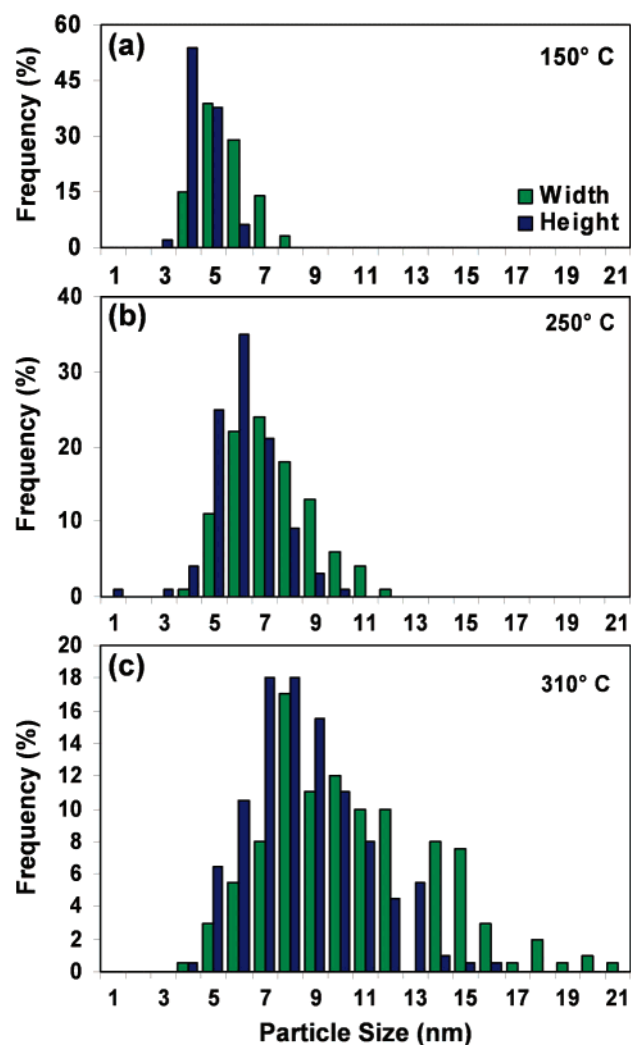 (a)
150° C
Frequency (%)
60
45
30
15
0
Width
Height
1 3 5 7 9 11 13 15 17 19 21
(b)
250° C
Frequency (%)
40
30
20
10
0
1 3 5 7 9 11 13 15 17 19 21
(c)
310° C
Frequency (%)
20
18
16
14
12
10
8
6
4
2
0
1 3 5 7 9 11 13 15 17 19 21
Particle Size (nm)